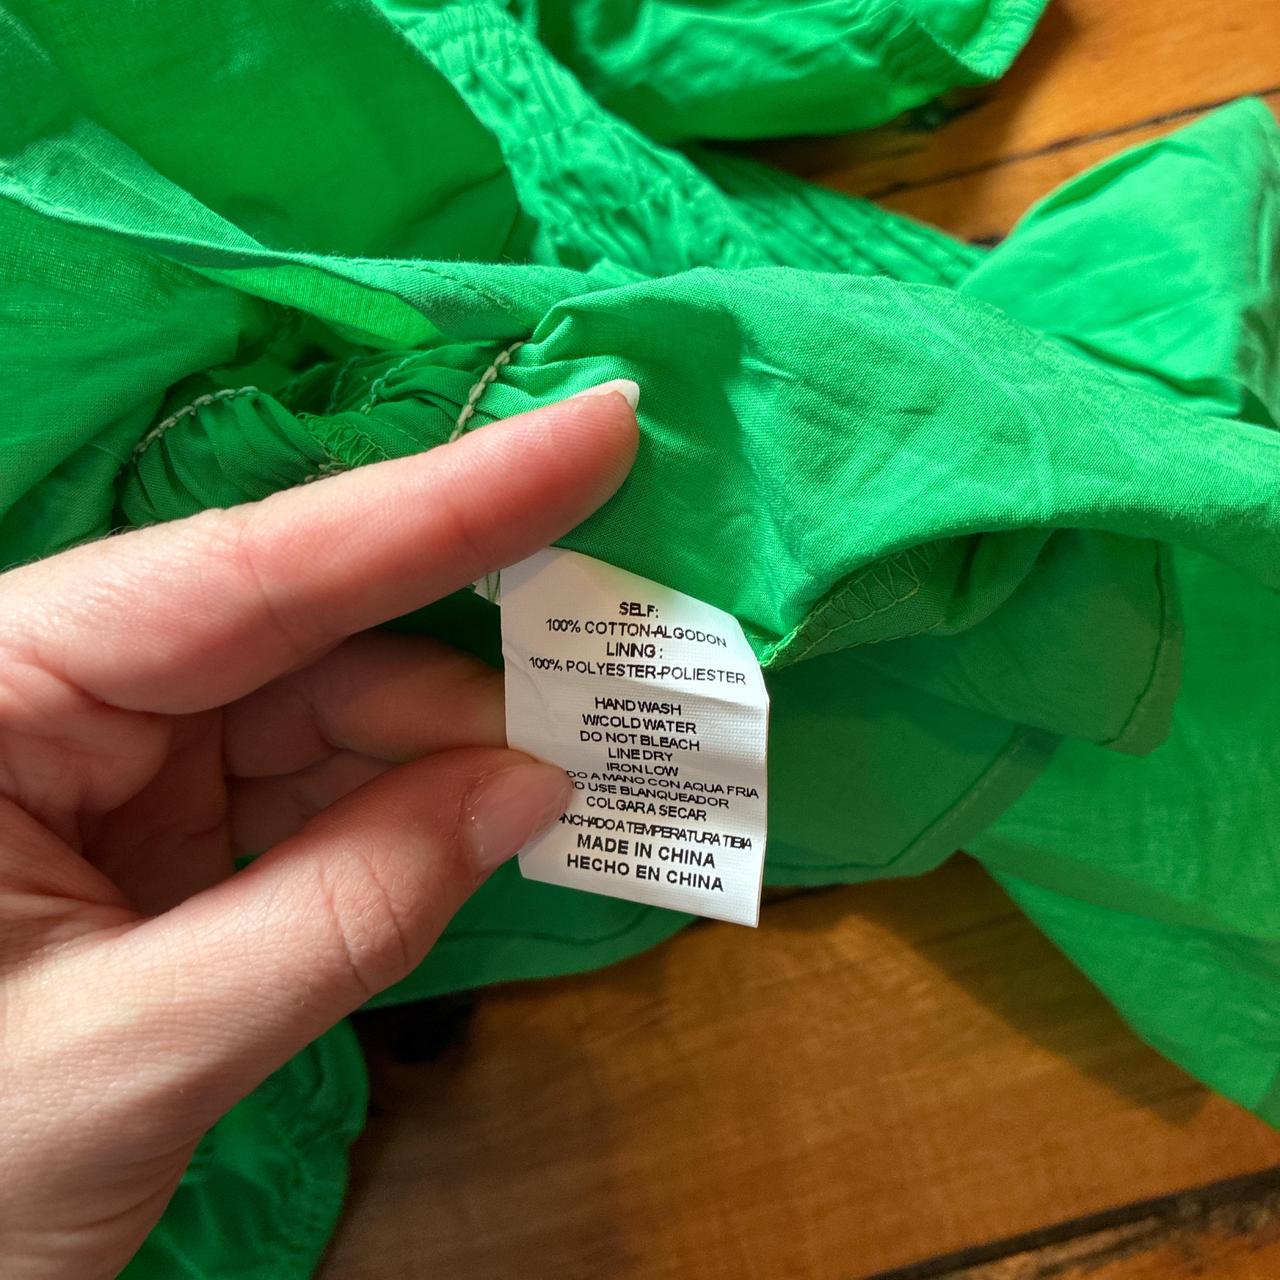 SELF:
100% COTTON-ALGODON
LINING :
100% POLYESTER-POLIESTER
HAND WASH
W/COLD WATER
DO NOT BLEACH
LINE DRY
IRON LOW
A MANO CON AQUA FRIA
USE BLANQUEADOR
COLGAR A SECAR
A TEMPERATURA TIBIA
MADE IN CHINA
HECHO EN CHINA